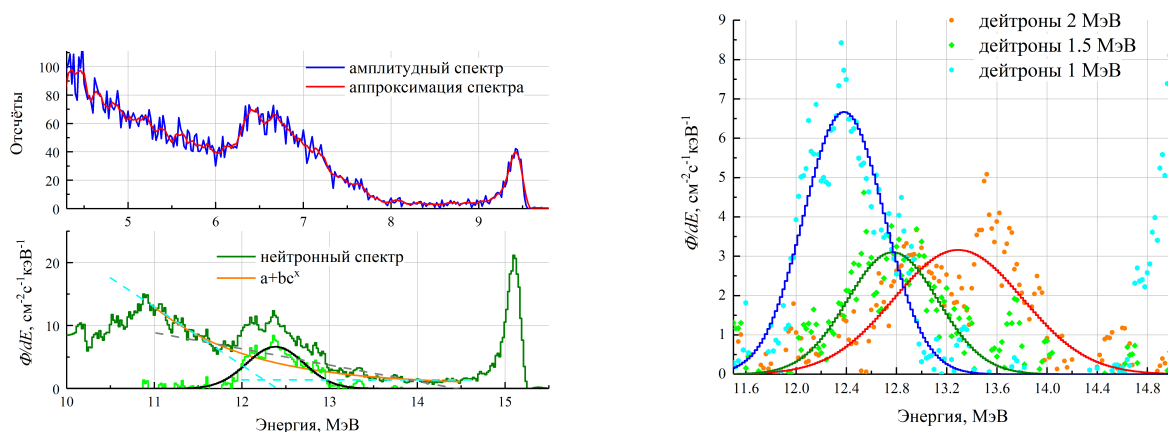 Отсчёты
100
80
60
40
20
0
амплитудный спектр
аппроксимация спектра
5 6 7 8 9
Φ/dE, см⁻²с⁻¹кэВ⁻¹
20
10
0
нейтронный спектр
a+bcˣ
10 11 12 13 14 15
Энергия, МэВ
Φ/dE, см⁻²с⁻¹кэВ⁻¹
9
8
7
6
5
4
3
2
1
0
дейтроны 2 МэВ
дейтроны 1.5 МэВ
дейтроны 1 МэВ
11.6 12.0 12.4 12.8 13.2 13.6 14.0 14.4 14.8
Энергия, МэВ